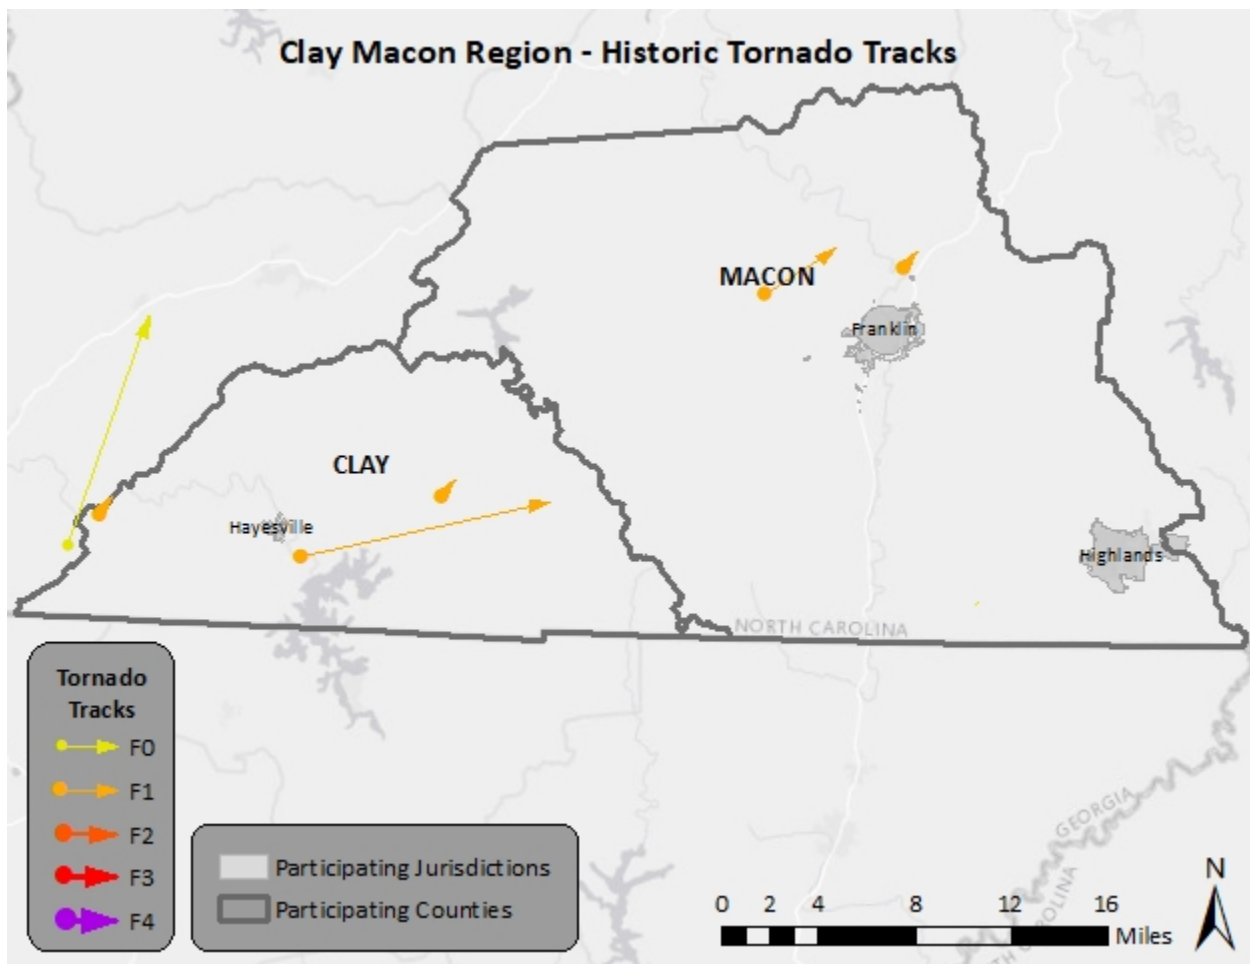 Clay Macon Region - Historic Tornado Tracks
MACON
Franklin
CLAY
Hayesville
Highlands
NORTH CAROLINA
Tornado
Tracks
F0
F1
F2
F3
F4
Participating Jurisdictions
Participating Counties
GEORGIA
CAROLINA
N
0 2 4 8 12 16
Miles